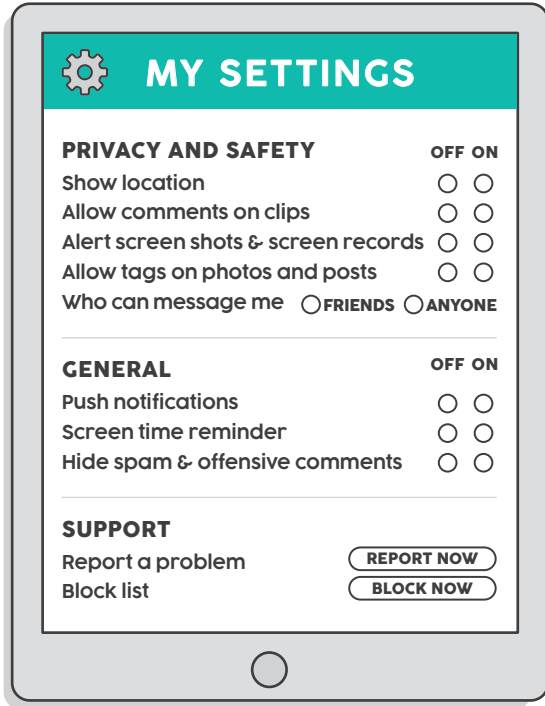 MY SETTINGS
PRIVACY AND SAFETY OFF ON
Show location
Allow comments on clips
Alert screen shots & screen records
Allow tags on photos and posts
Who can message me FRIENDS ANYONE
GENERAL OFF ON
Push notifications
Screen time reminder
Hide spam & offensive comments
SUPPORT
Report a problem REPORT NOW
Block list BLOCK NOW